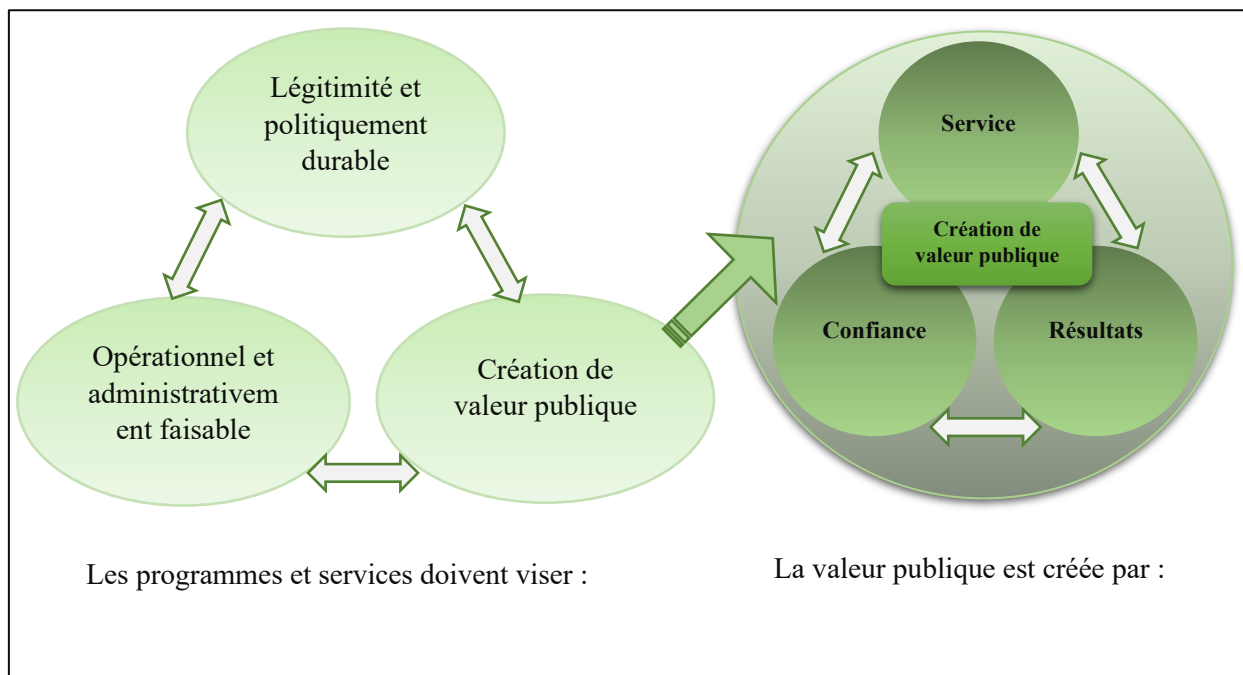 Légitimité et
politiquement
durable
Opérationnel et
administrativem
ent faisable
Création de
valeur publique
Les programmes et services doivent viser :
Service
Création de
valeur publique
Confiance
Résultats
La valeur publique est créée par :